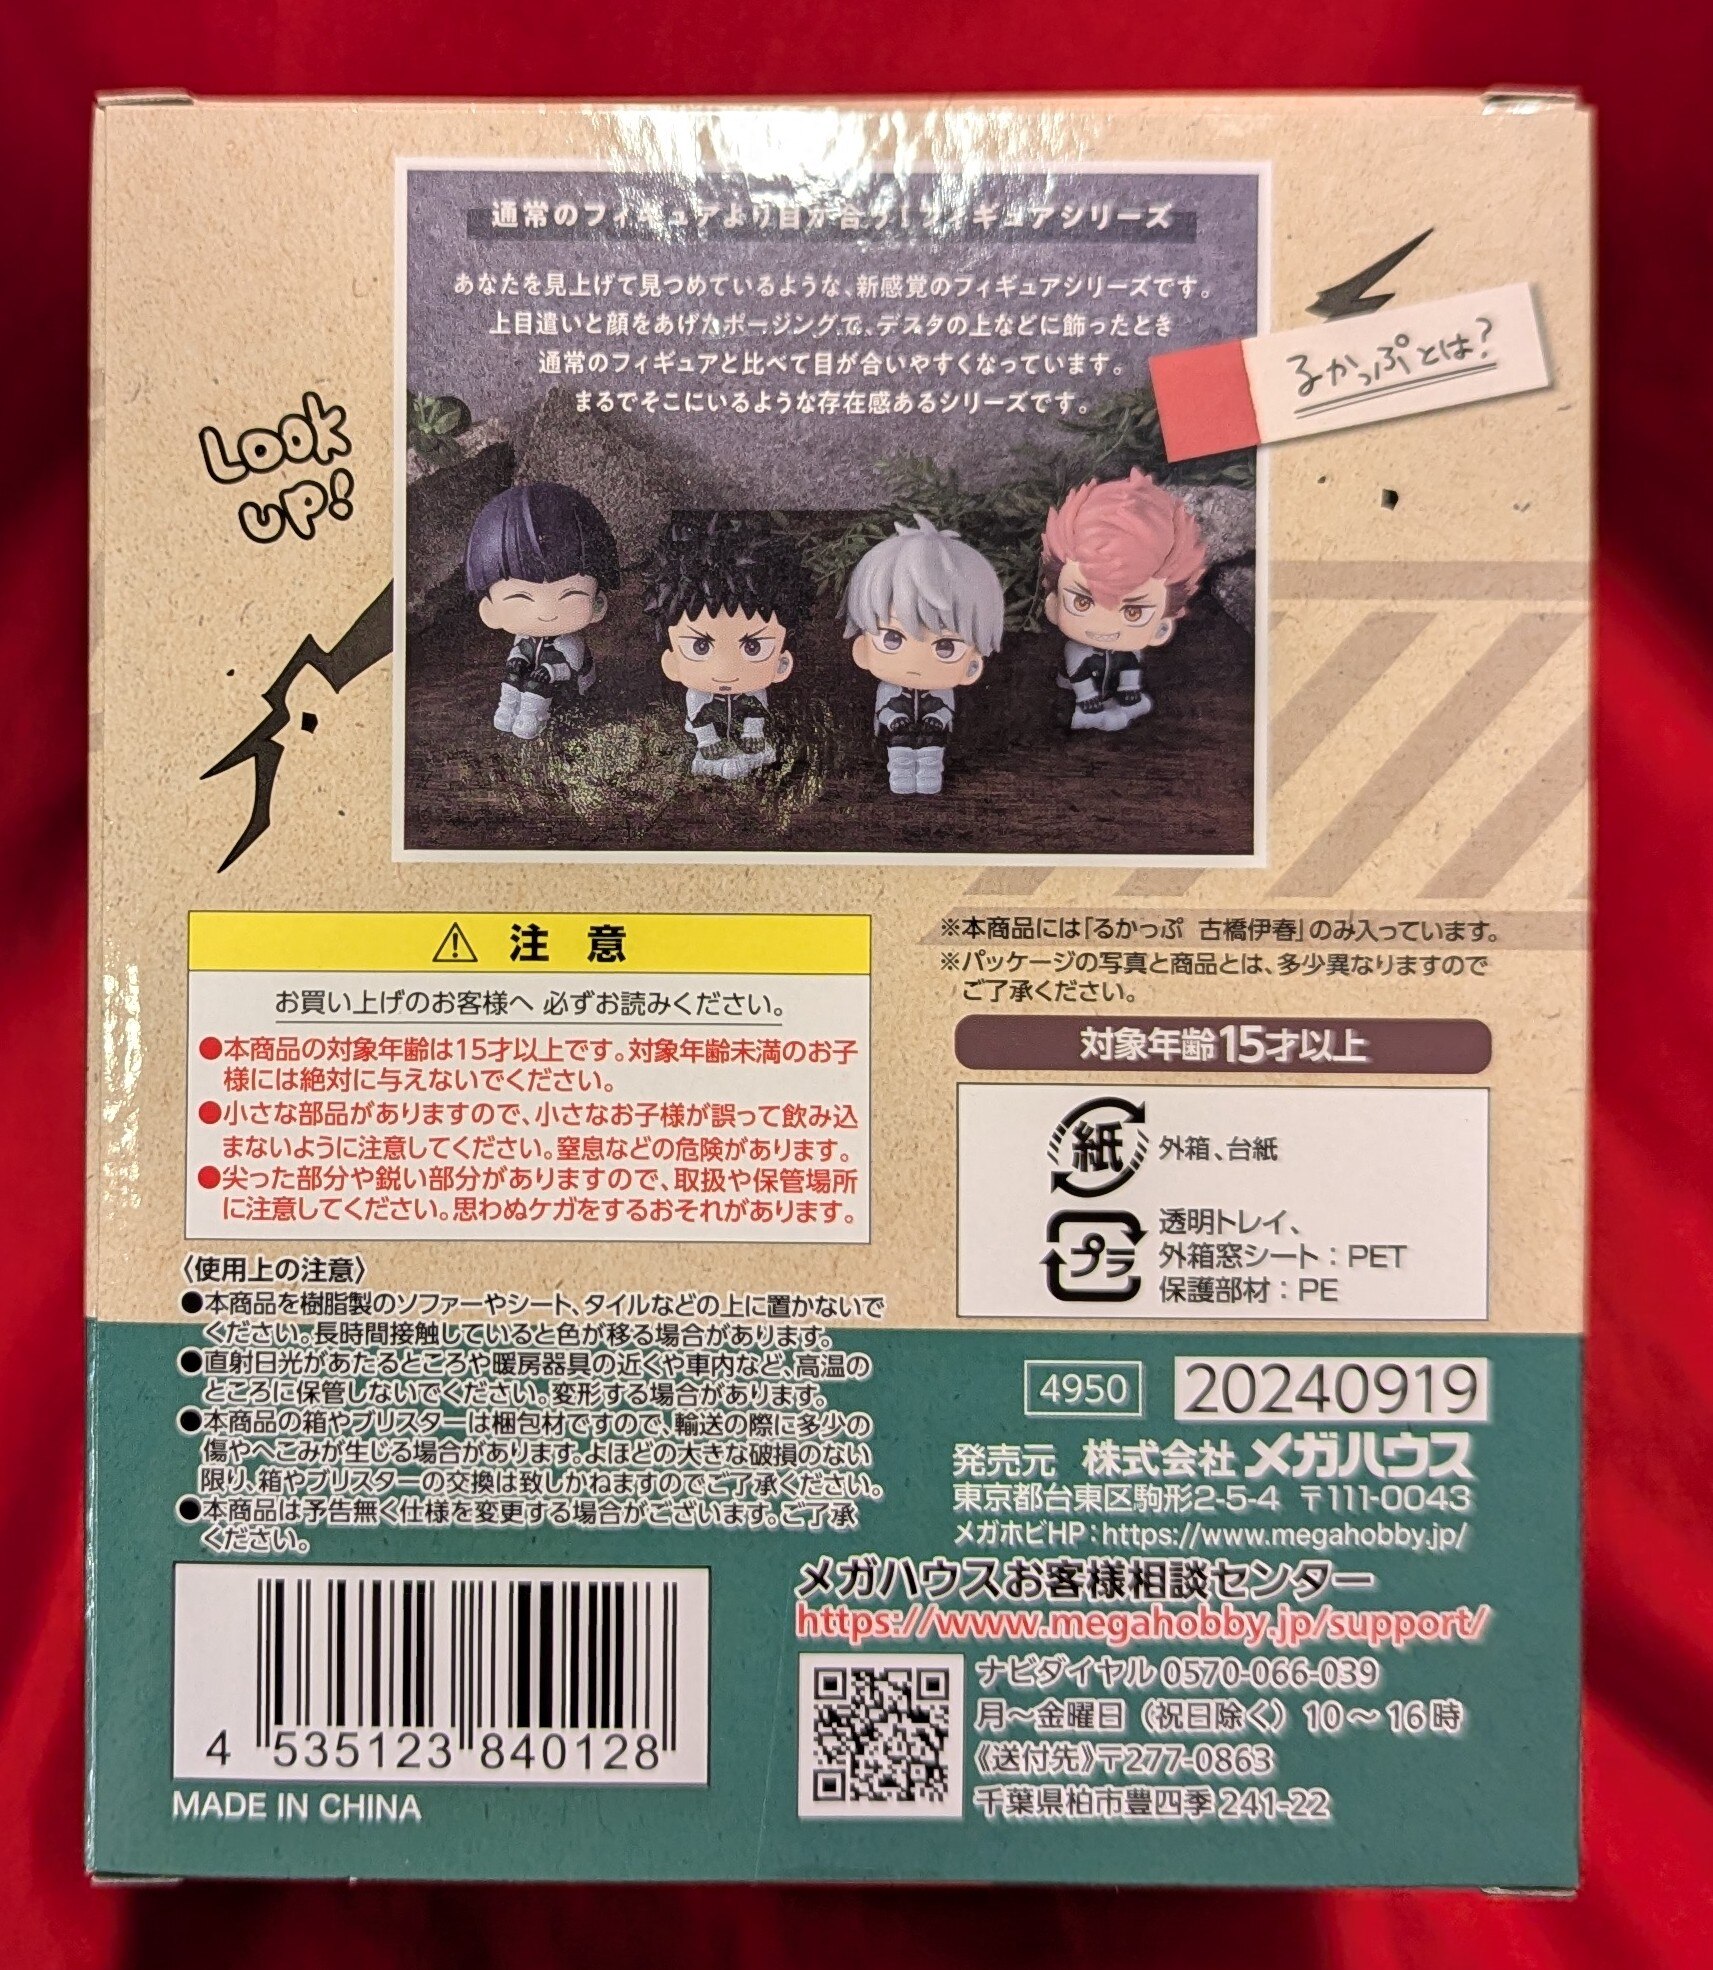 通常のフィギュアより目が合う!フィギュアシリーズ
あなたを見上げて見つめているような、新感覚のフィギュアシリーズです。
上目遣いと顔をあげたポージングで、デスクの上などに飾ったとき
通常のフィギュアと比べて目が合いやすくなっています。
まるでそこにいるような存在感あるシリーズです。
るかっぷとは?
LOOK
UP!
⚠ 注意
お買い上げのお客様へ 必ずお読みください。
●本商品の対象年齢は15才以上です。対象年齢未満のお子
様には絶対に与えないでください。
●小さな部品がありますので、小さなお子様が誤って飲み込
まないように注意してください。窒息などの危険があります。
●尖った部分や鋭い部分がありますので、取扱や保管場所
に注意してください。思わぬケガをするおそれがあります。
〈使用上の注意〉
●本商品を樹脂製のソファーやシート、タイルなどの上に置かないで
ください。長時間接触していると色が移る場合があります。
●直射日光があたるところや暖房器具の近くや車内など、高温の
ところに保管しないでください。変形する場合があります。
●本商品の箱やブリスターは梱包材ですので、輸送の際に多少の
傷やへこみが生じる場合があります。よほどの大きな破損のない
限り、箱やブリスターの交換は致しかねますのでご了承ください。
●本商品は予告無く仕様を変更する場合がございます。ご了承
ください。
4 535123 840128
MADE IN CHINA
※本商品には「るかっぷ 古橋伊春」のみ入っています。
※パッケージの写真と商品とは、多少異なりますので
ご了承ください。
対象年齢15才以上
紙 外箱、台紙
プラ 透明トレイ、
外箱窓シート：PET
保護部材：PE
4950 20240919
発売元 株式会社メガハウス
東京都台東区駒形2-5-4 〒111-0043
メガホビHP：https://www.megahobby.jp/
メガハウスお客様相談センター
https://www.megahobby.jp/support/
ナビダイヤル 0570-066-039
月～金曜日（祝日除く）10～16時
《送付先》〒277-0863
千葉県柏市豊四季241-22